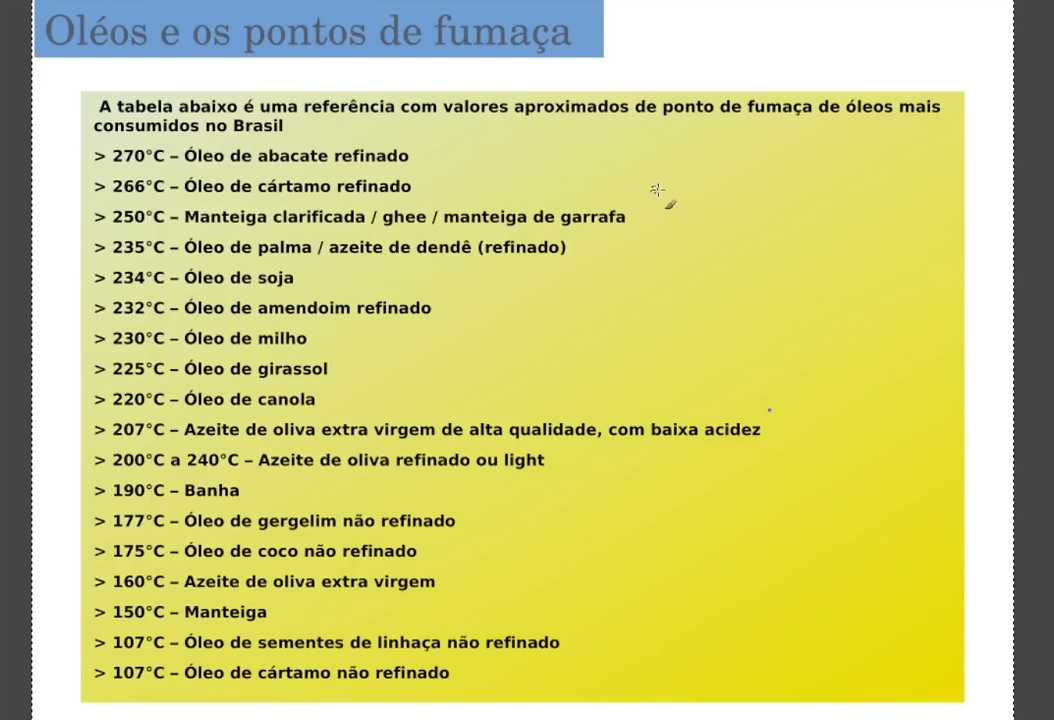 Oléos e os pontos de fumaça
A tabela abaixo é uma referência com valores aproximados de ponto de fumaça de óleos mais
consumidos no Brasil
> 270°C – Óleo de abacate refinado
> 266°C – Óleo de cártamo refinado
> 250°C – Manteiga clarificada / ghee / manteiga de garrafa
> 235°C – Óleo de palma / azeite de dendê (refinado)
> 234°C – Óleo de soja
> 232°C – Óleo de amendoim refinado
> 230°C – Óleo de milho
> 225°C – Óleo de girassol
> 220°C – Óleo de canola
> 207°C – Azeite de oliva extra virgem de alta qualidade, com baixa acidez
> 200°C a 240°C – Azeite de oliva refinado ou light
> 190°C – Banha
> 177°C – Óleo de gergelim não refinado
> 175°C – Óleo de coco não refinado
> 160°C – Azeite de oliva extra virgem
> 150°C – Manteiga
> 107°C – Óleo de sementes de linhaça não refinado
> 107°C – Óleo de cártamo não refinado